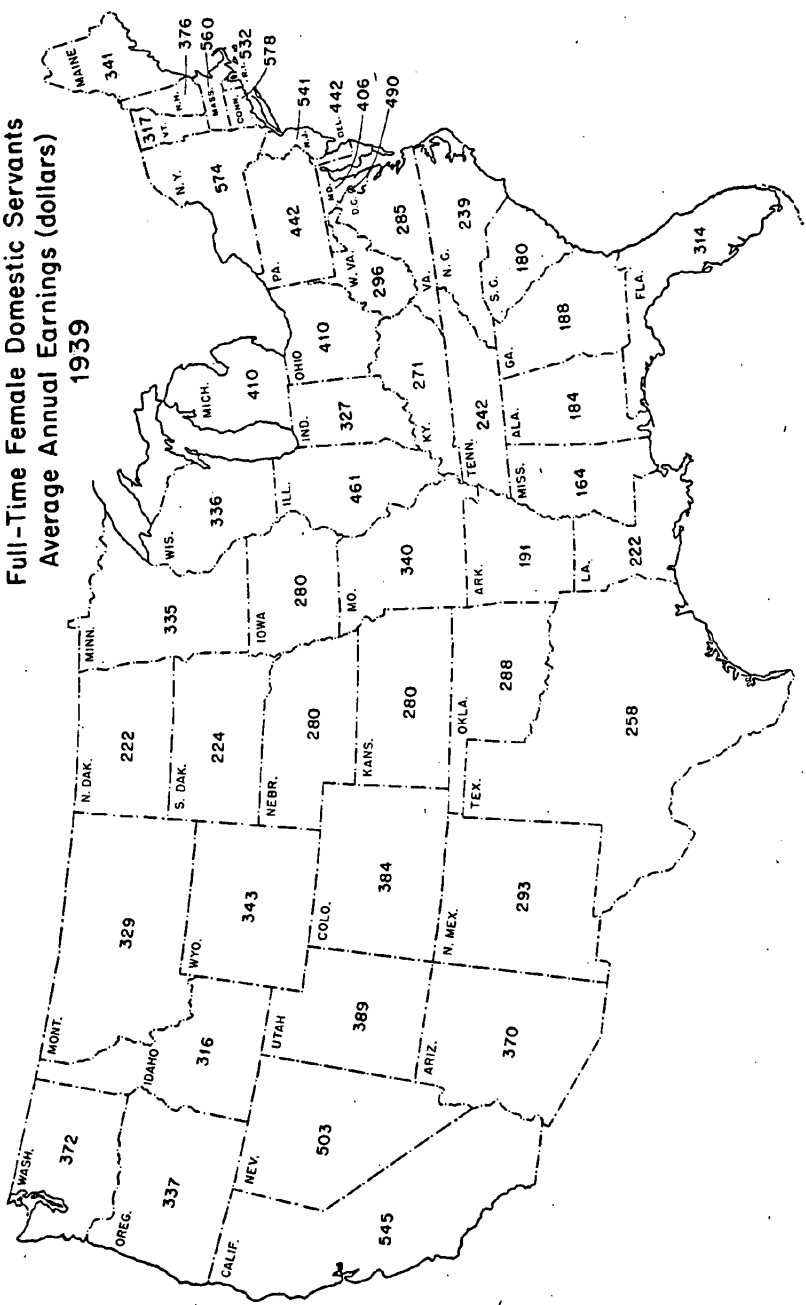 Full-Time Female Domestic Servants
Average Annual Earnings (dollars)
1939
WASH.
372
OREG.
337
CALIF.
545
NEV.
503
IDAHO
316
MONT.
329
WYO.
343
UTAH
389
COLO.
384
ARIZ.
370
N. MEX.
293
N. DAK.
222
S. DAK.
224
NEBR.
280
KANS.
280
OKLA.
288
TEX.
258
MINN.
335
IOWA
280
MO.
340
ARK.
191
LA.
222
WIS.
336
ILL.
461
MICH.
410
IND.
327
OHIO
410
KY.
271
TENN.
242
MISS.
164
ALA.
184
GA.
188
FLA.
314
S. C.
180
N. C.
239
VA.
285
W. VA.
296
PA.
442
N. Y.
574
VT.
317
N.H.
376
MAINE
341
MASS.
560
R.I.
532
CONN.
578
N.J.
541
DEL.
442
MD.
406
D.C.
490